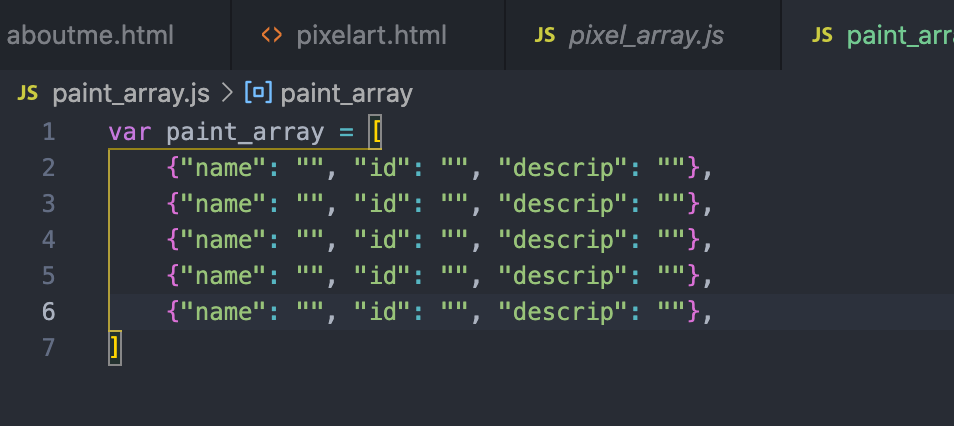 aboutme.html <> pixelart.html JS pixel_array.js JS paint_arr
JS paint_array.js > paint_array
1 var paint_array = [
2 {"name": "", "id": "", "descrip": ""},
3 {"name": "", "id": "", "descrip": ""},
4 {"name": "", "id": "", "descrip": ""},
5 {"name": "", "id": "", "descrip": ""},
6 {"name": "", "id": "", "descrip": ""},
7 ]